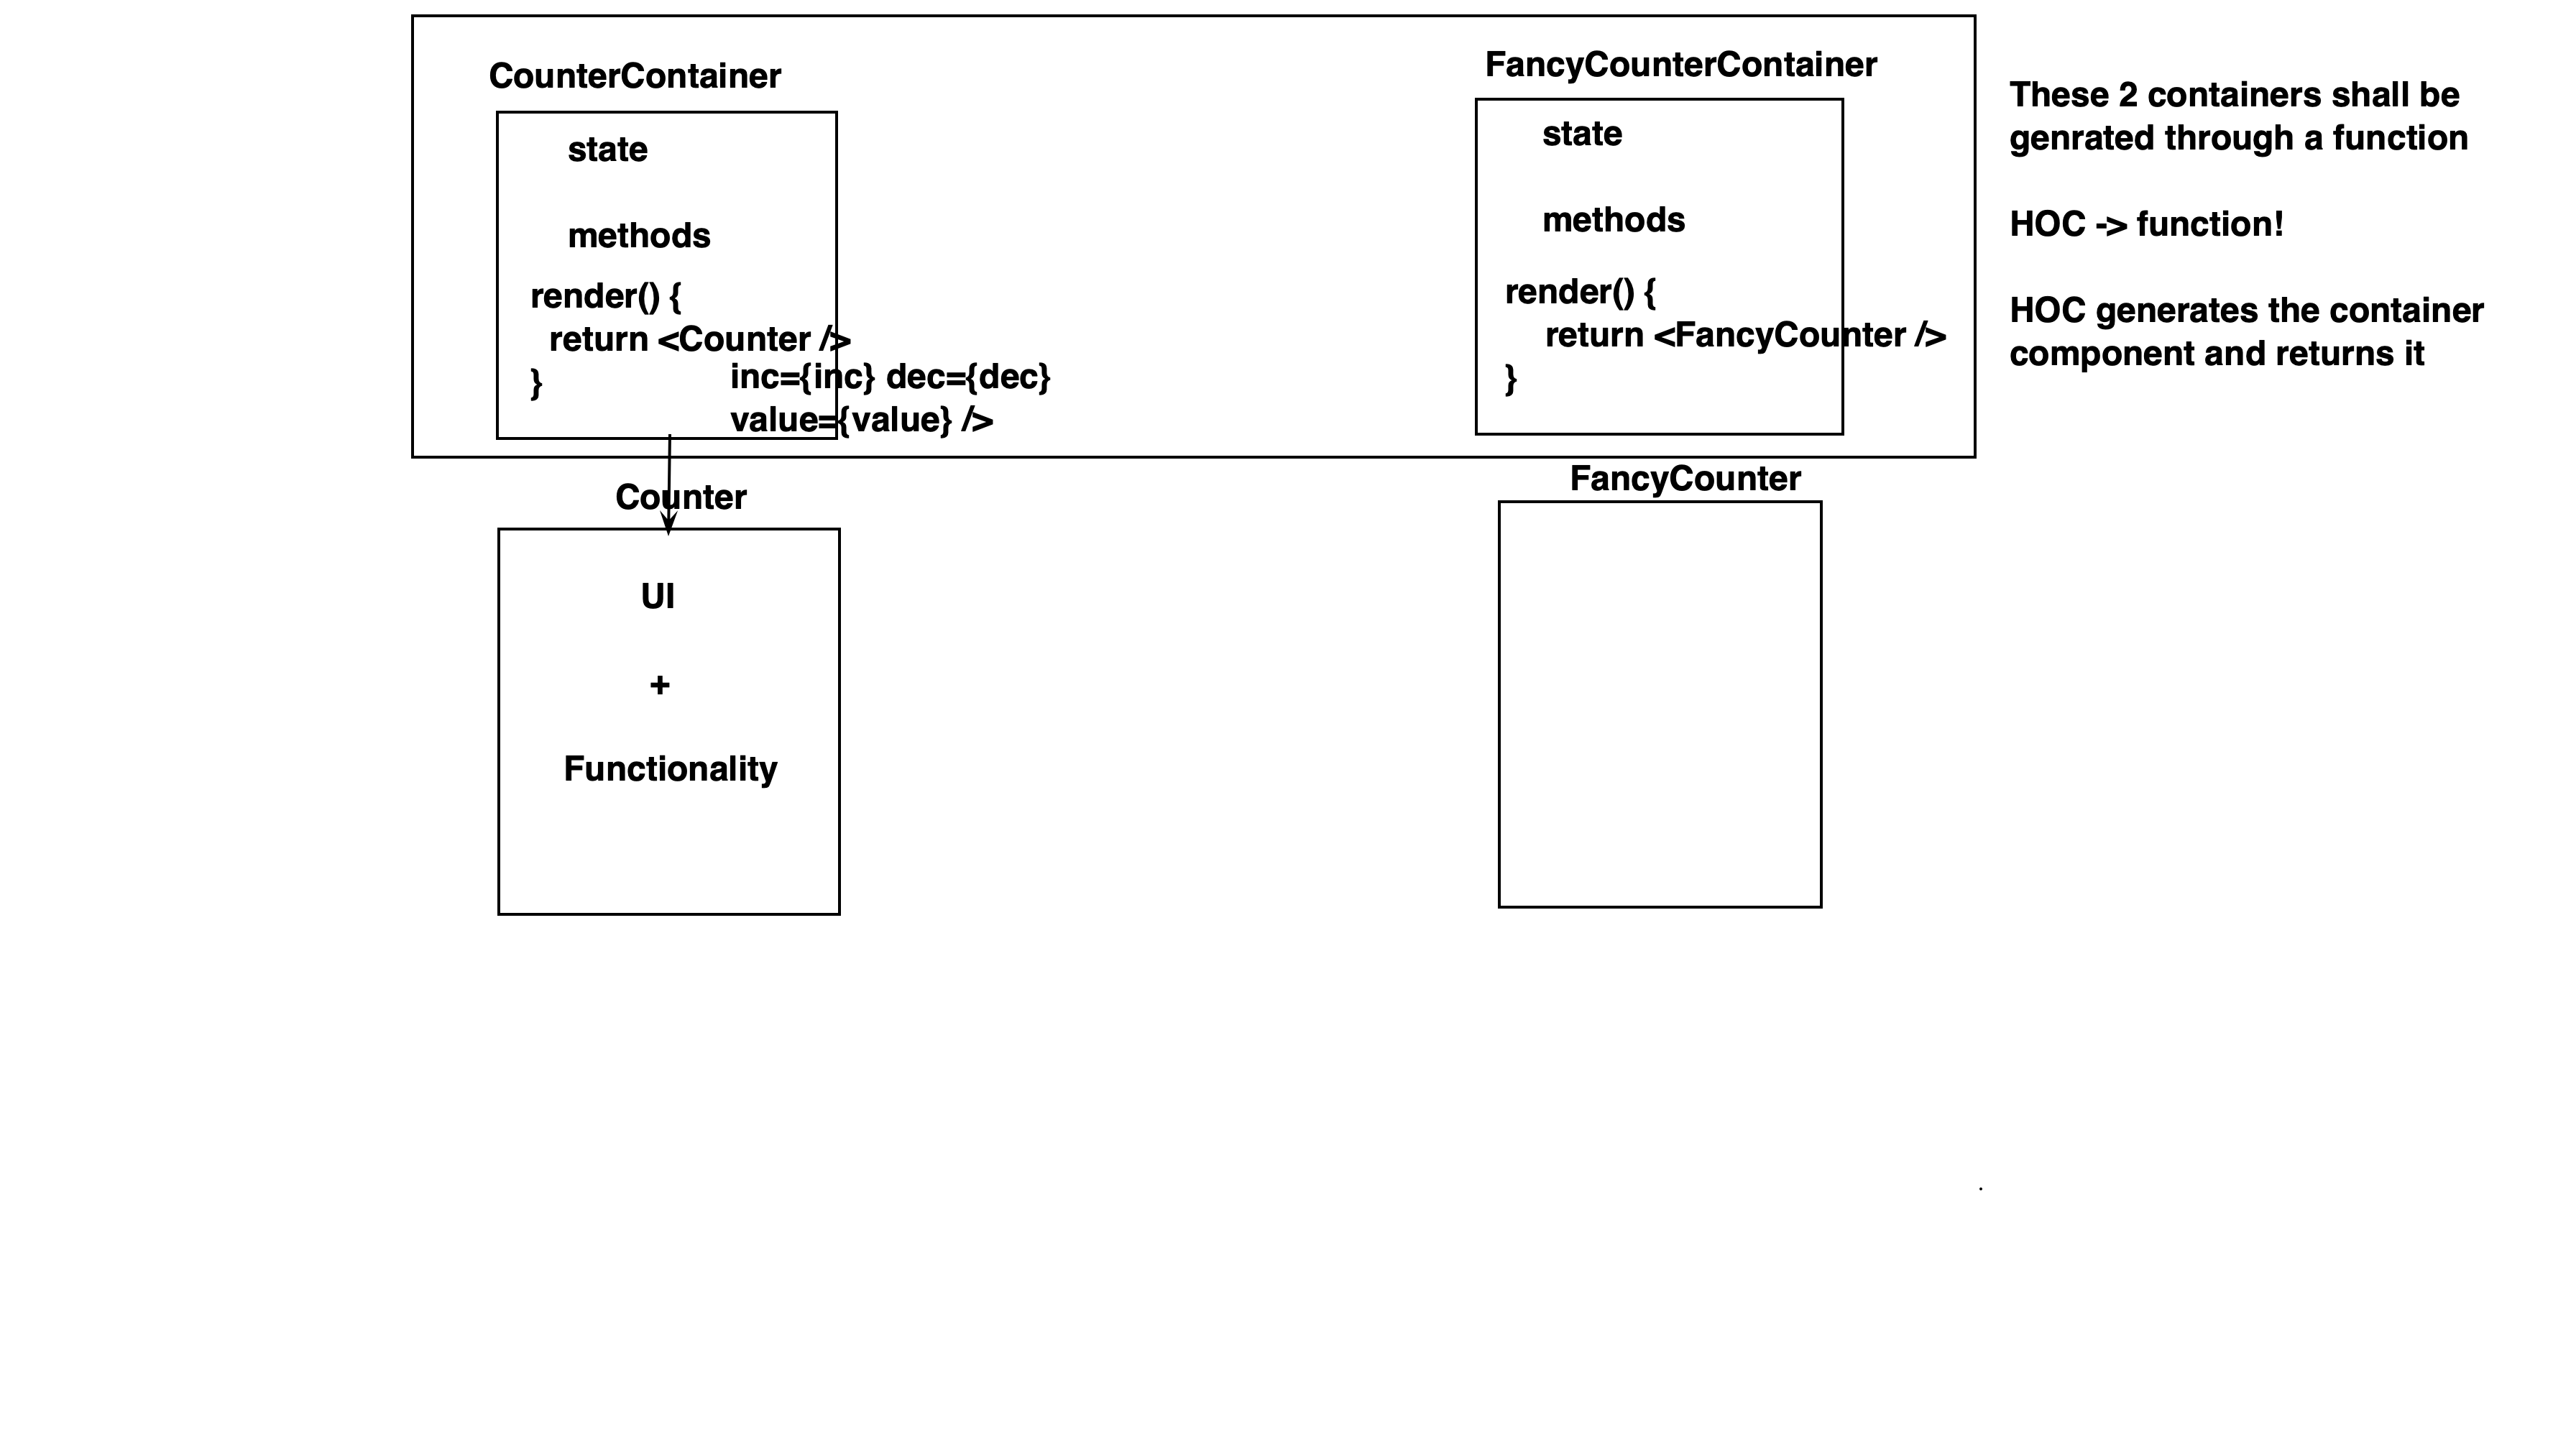 CounterContainer
state
methods
render() {
return <Counter />
inc={inc} dec={dec}
}
value={value} />
Counter
UI
+
Functionality
FancyCounterContainer
state
methods
render() {
return <FancyCounter />
}
FancyCounter
These 2 containers shall be
genrated through a function
HOC -> function!
HOC generates the container
component and returns it